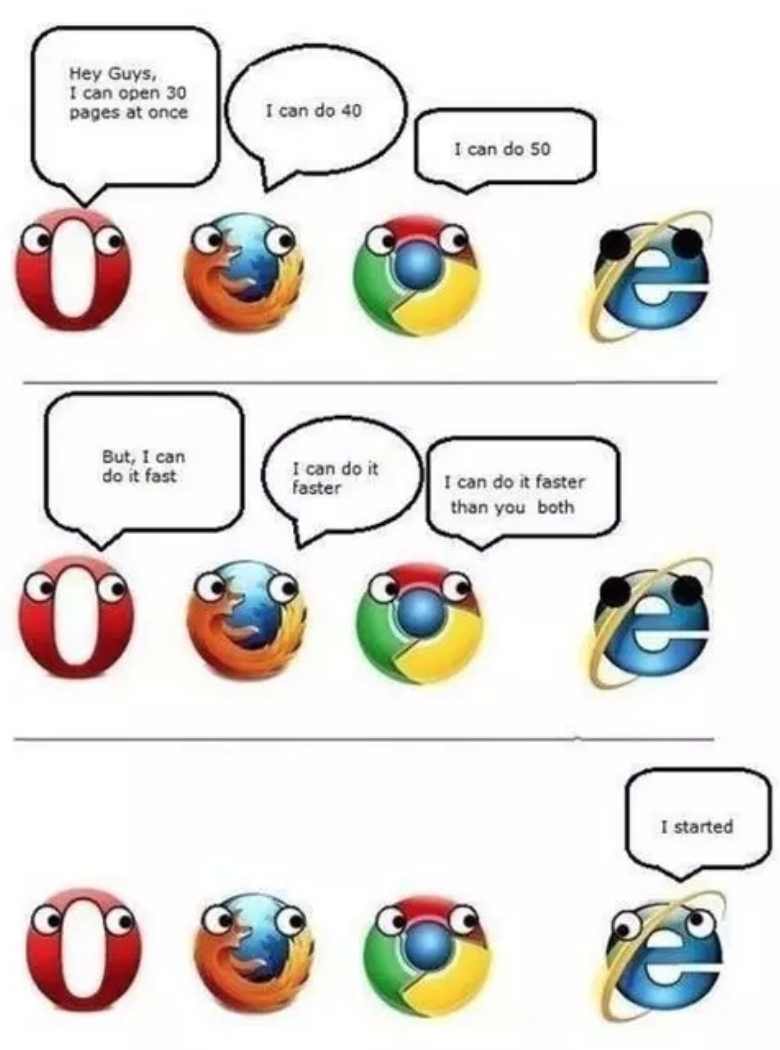 Hey Guys,
I can open 30
pages at once
I can do 40
I can do 50
But, I can
do it fast
I can do it
faster
I can do it faster
than you both
I started